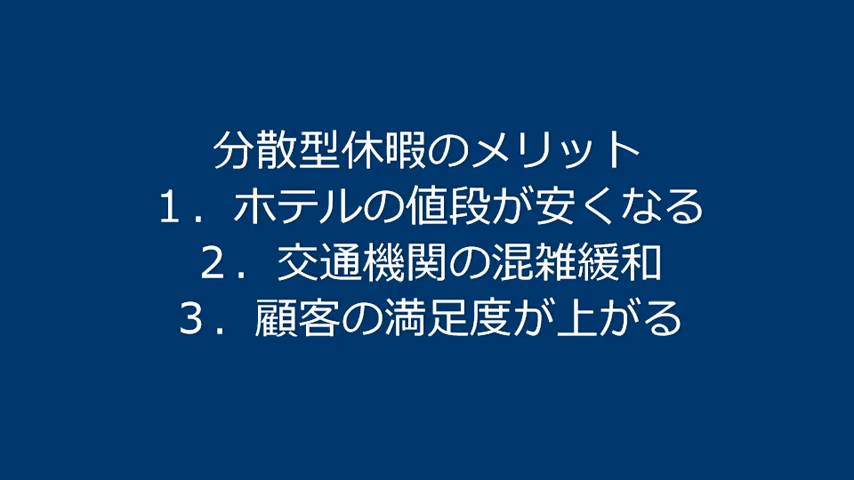 分散型休暇のメリット
１．ホテルの値段が安くなる
２．交通機関の混雑緩和
３．顧客の満足度が上がる